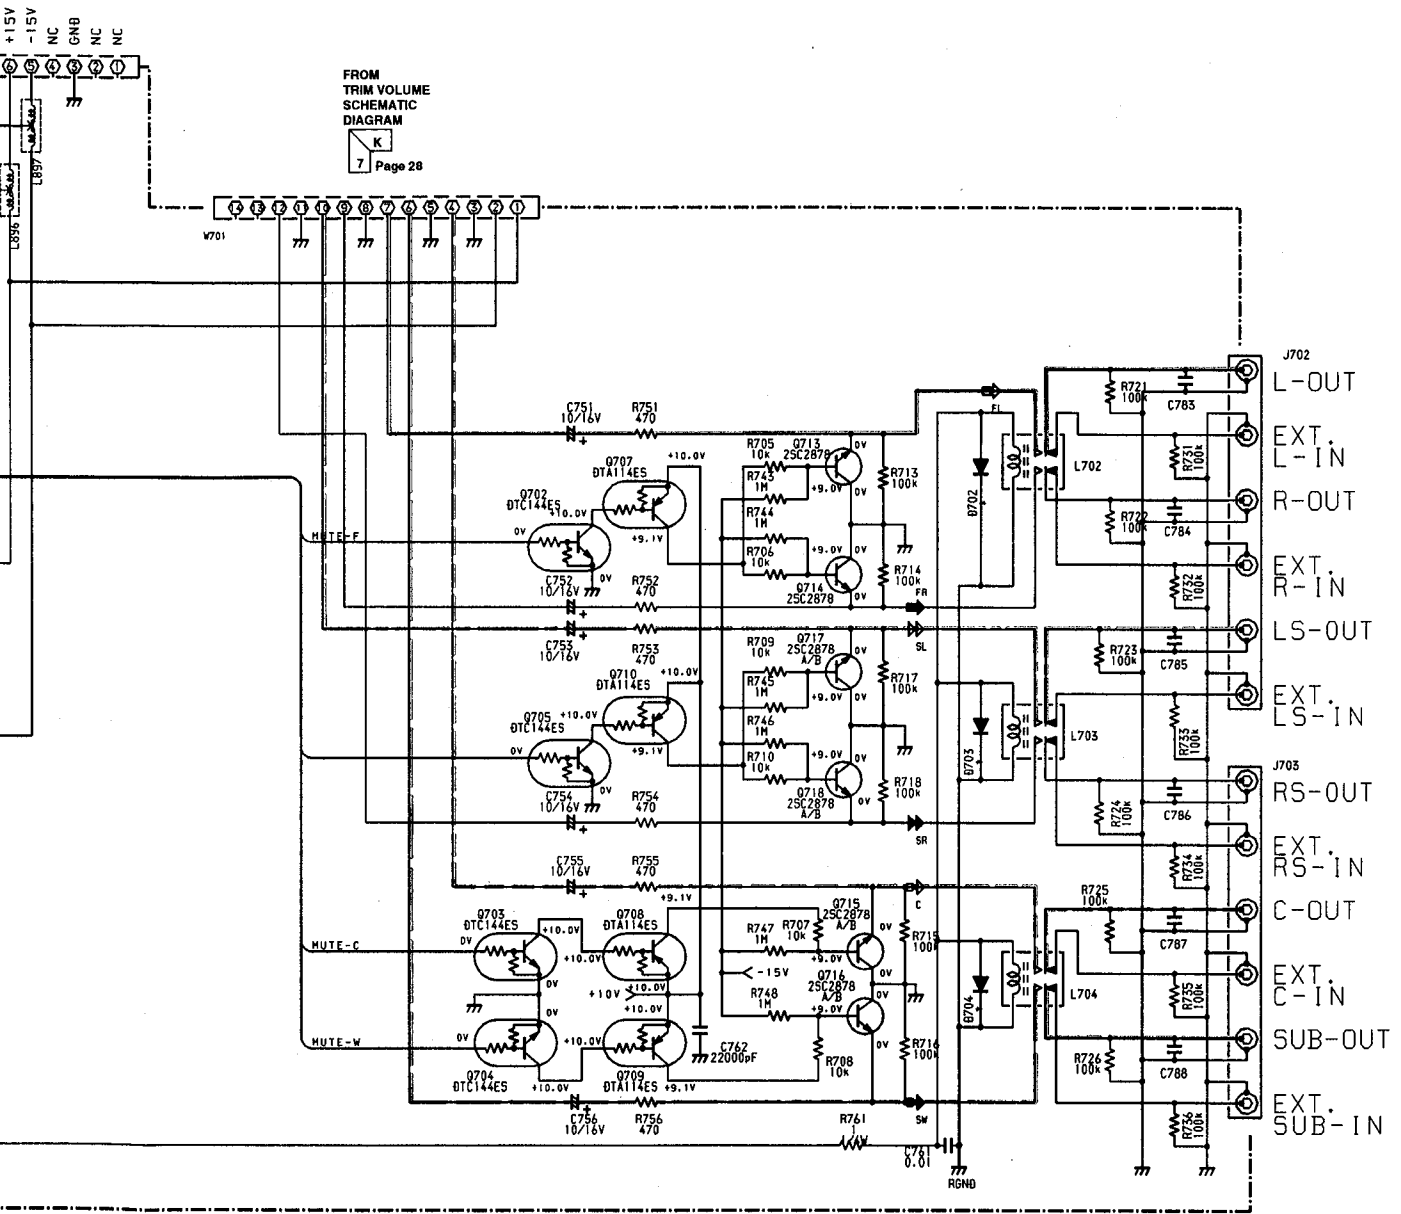 +15V
-15V
NC
GND
NC
NC
6 5 4 3 2 1
L897
L896
FROM
TRIM VOLUME
SCHEMATIC
DIAGRAM
K
7 Page 28
14 13 12 11 10 9 8 7 6 5 4 3 2 1
W701
J702
L-OUT
R721
100k
C783
FL
C751
10/16V
R751
470
R705
10k
Q713
2SC2878
0V
EXT.
L-IN
R731
100k
L702
+10.0V
Q707
DTA114ES
R743
1M
+9.0V
R713
100k
D702
R-OUT
R722
100k
C784
Q702
DTC144ES
+10.0V
0V
R744
1M
0V
MUTE-F
+9.1V
R706
10k
+9.0V
R714
100k
EXT.
R-IN
R732
100k
0V
C752
10/16V
R752
470
Q714
2SC2878
0V
FR
LS-OUT
R723
100k
C785
C753
10/16V
R753
470
R709
10k
Q717
2SC2878
A/B
0V
SL
Q710
DTA114ES
+10.0V
R745
1M
+9.0V
R717
100k
EXT.
LS-IN
R733
100k
L703
Q705
DTC144ES
+10.0V
0V
+9.1V
R746
1M
0V
R710
10k
+9.0V
0V
D703
J703
RS-OUT
R724
100k
C786
0V
C754
10/16V
R754
470
Q718
2SC2878
A/B
0V
R718
100k
SR
EXT.
RS-IN
R734
100k
C755
10/16V
R755
470
+9.1V
C
R725
100k
C-OUT
C787
Q703
DTC144ES
0V
+10.0V
Q708
DTA114ES
R747
1M
R707
10k
Q715
2SC2878
A/B
0V
R715
100k
MUTE-C
+10.0V
+9.0V
0V
-15V
Q716
2SC2878
A/B
0V
+10V
+10.0V
+10.0V
R748
1M
+9.0V
0V
D704
L704
EXT.
C-IN
R735
100k
0V
MUTE-W
0V
+10.0V
C762
22000pF
R708
10k
R716
100k
R726
100k
C788
SUB-OUT
Q704
DTC144ES
+10.0V
Q709
DTA114ES
+9.1V
C756
10/16V
R756
470
SW
EXT.
SUB-IN
R736
100k
R761
1
1/4W
C761
0.01
RGND